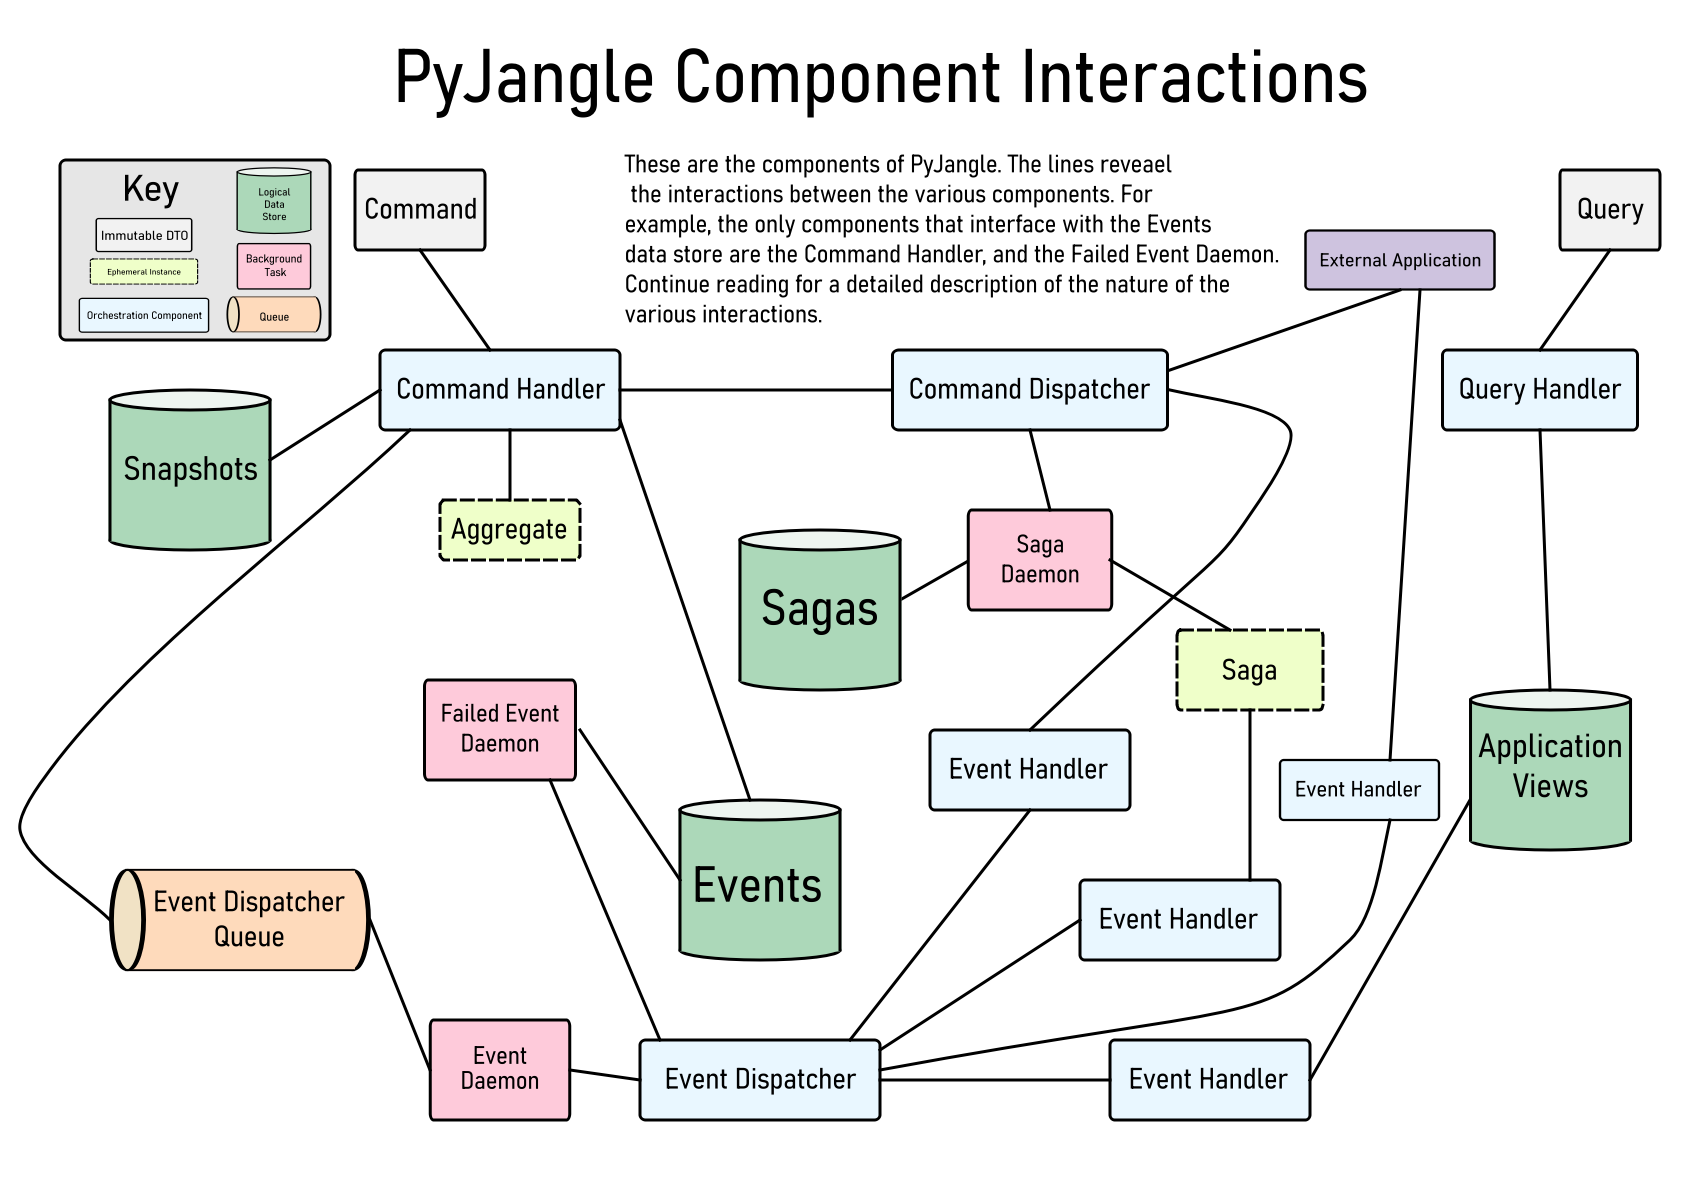 PyJangle Component Interactions
Key
Logical
Data
Store
Immutable DTO
Background
Task
Ephemeral Instance
Orchestration Component
Queue
Command
These are the components of PyJangle. The lines reveael
the interactions between the various components. For
example, the only components that interface with the Events
data store are the Command Handler, and the Failed Event Daemon.
Continue reading for a detailed description of the nature of the
various interactions.
Query
External Application
Command Handler
Command Dispatcher
Query Handler
Snapshots
Aggregate
Saga
Daemon
Sagas
Saga
Failed Event
Daemon
Event Handler
Event Handler
Application
Views
Events
Event Dispatcher
Queue
Event Handler
Event
Daemon
Event Dispatcher
Event Handler